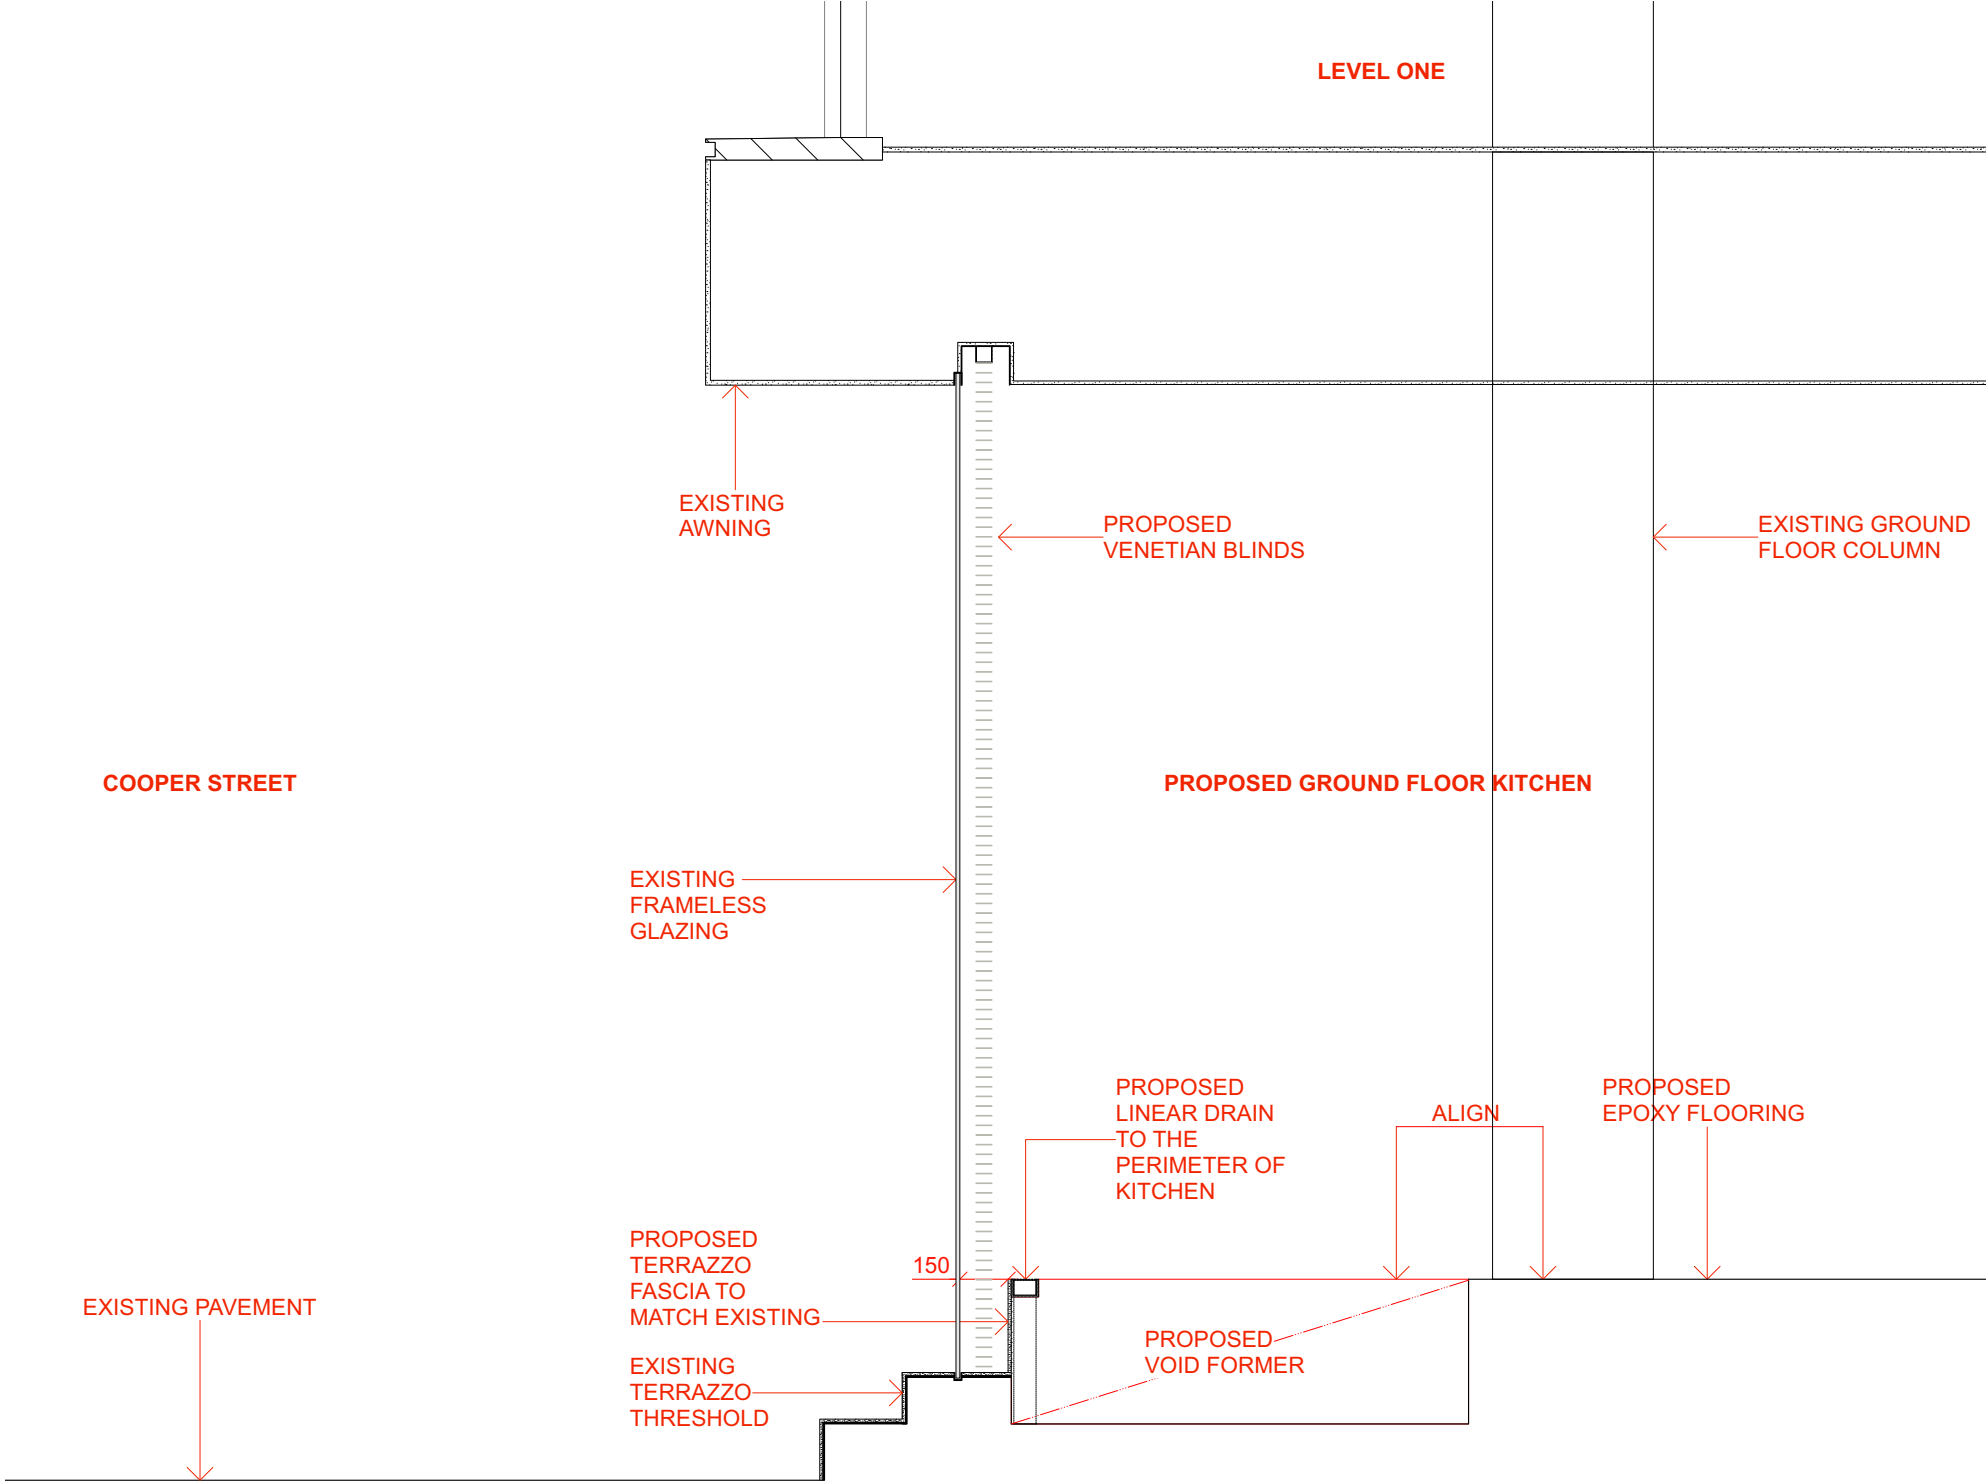 LEVEL ONE
EXISTING
AWNING
PROPOSED
VENETIAN BLINDS
EXISTING GROUND
FLOOR COLUMN
COOPER STREET
PROPOSED GROUND FLOOR KITCHEN
EXISTING
FRAMELESS
GLAZING
PROPOSED
LINEAR DRAIN
TO THE
PERIMETER OF
KITCHEN
ALIGN
PROPOSED
EPOXY FLOORING
PROPOSED
TERRAZZO
FASCIA TO
MATCH EXISTING
150
EXISTING PAVEMENT
PROPOSED
VOID FORMER
EXISTING
TERRAZZO
THRESHOLD